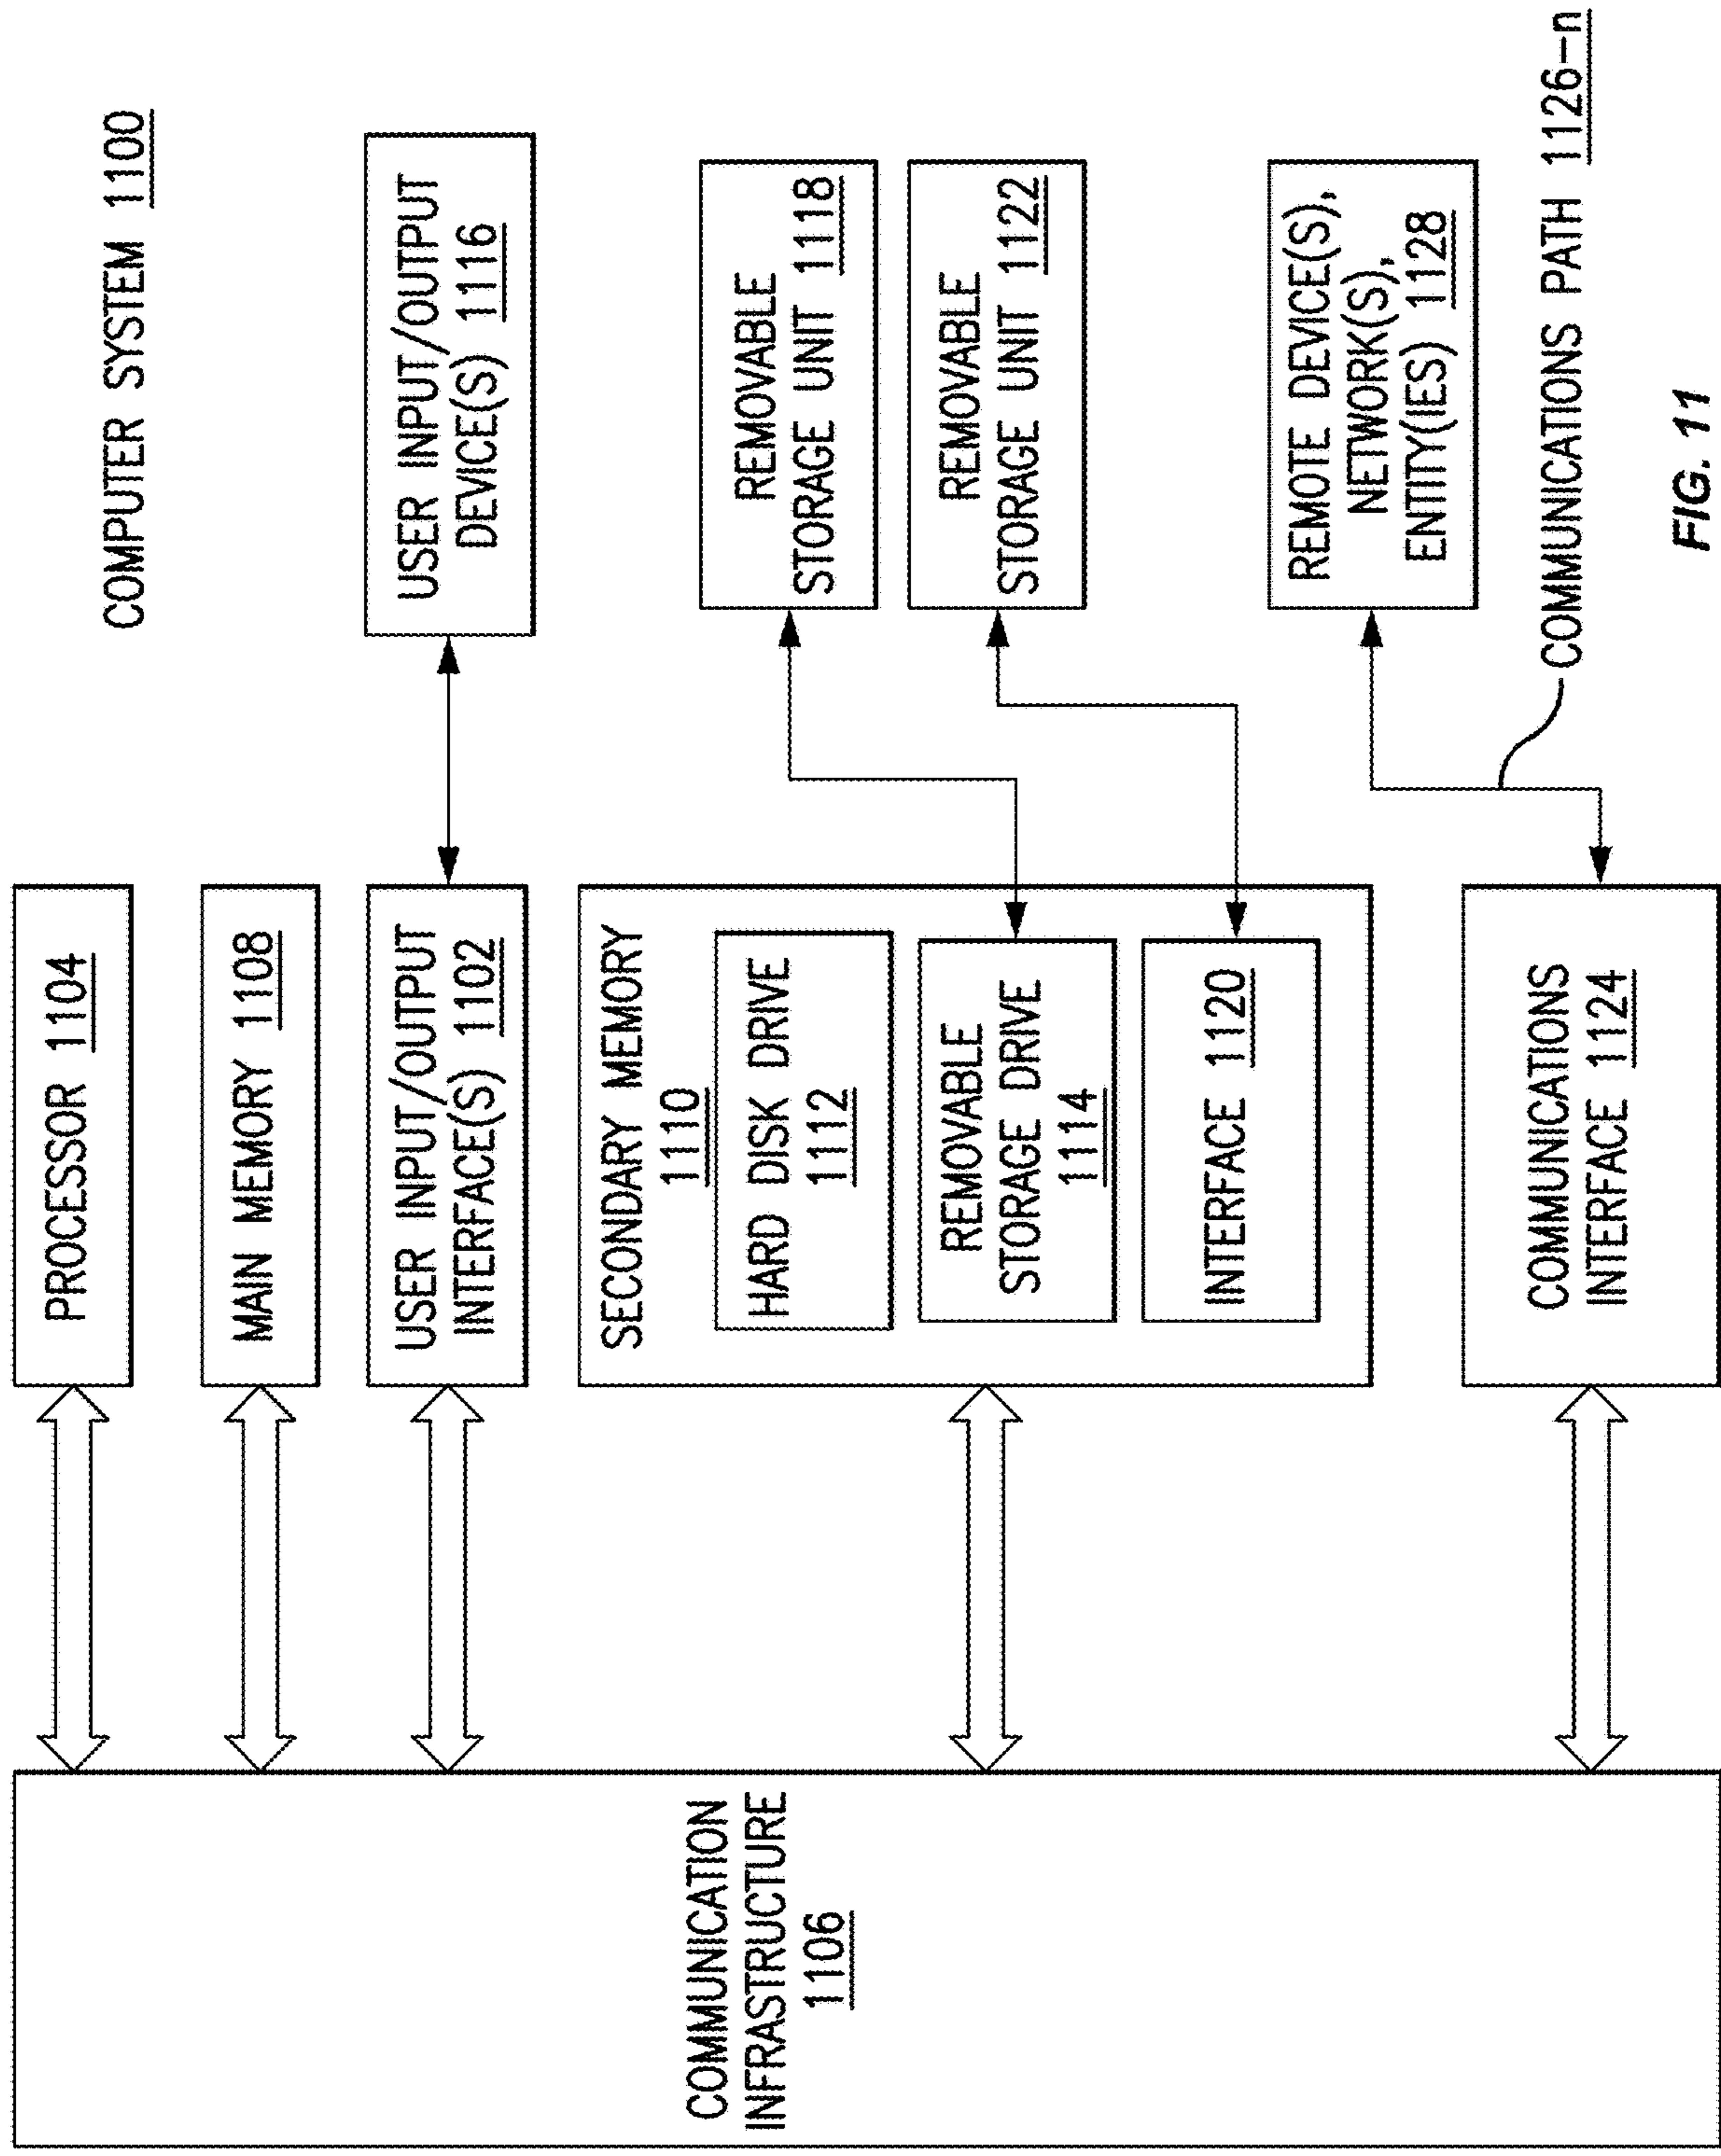 COMPUTER SYSTEM 1100
PROCESSOR 1104
MAIN MEMORY 1108
USER INPUT/OUTPUT
INTERFACE(S) 1102
USER INPUT/OUTPUT
DEVICE(S) 1116
COMMUNICATION
INFRASTRUCTURE
1106
SECONDARY MEMORY
1110
HARD DISK DRIVE
1112
REMOVABLE
STORAGE DRIVE
1114
INTERFACE 1120
REMOVABLE
STORAGE UNIT 1118
REMOVABLE
STORAGE UNIT 1122
COMMUNICATIONS
INTERFACE 1124
REMOTE DEVICE(S),
NETWORK(S),
ENTITY(IES) 1128
COMMUNICATIONS PATH 1126-n
FIG. 11